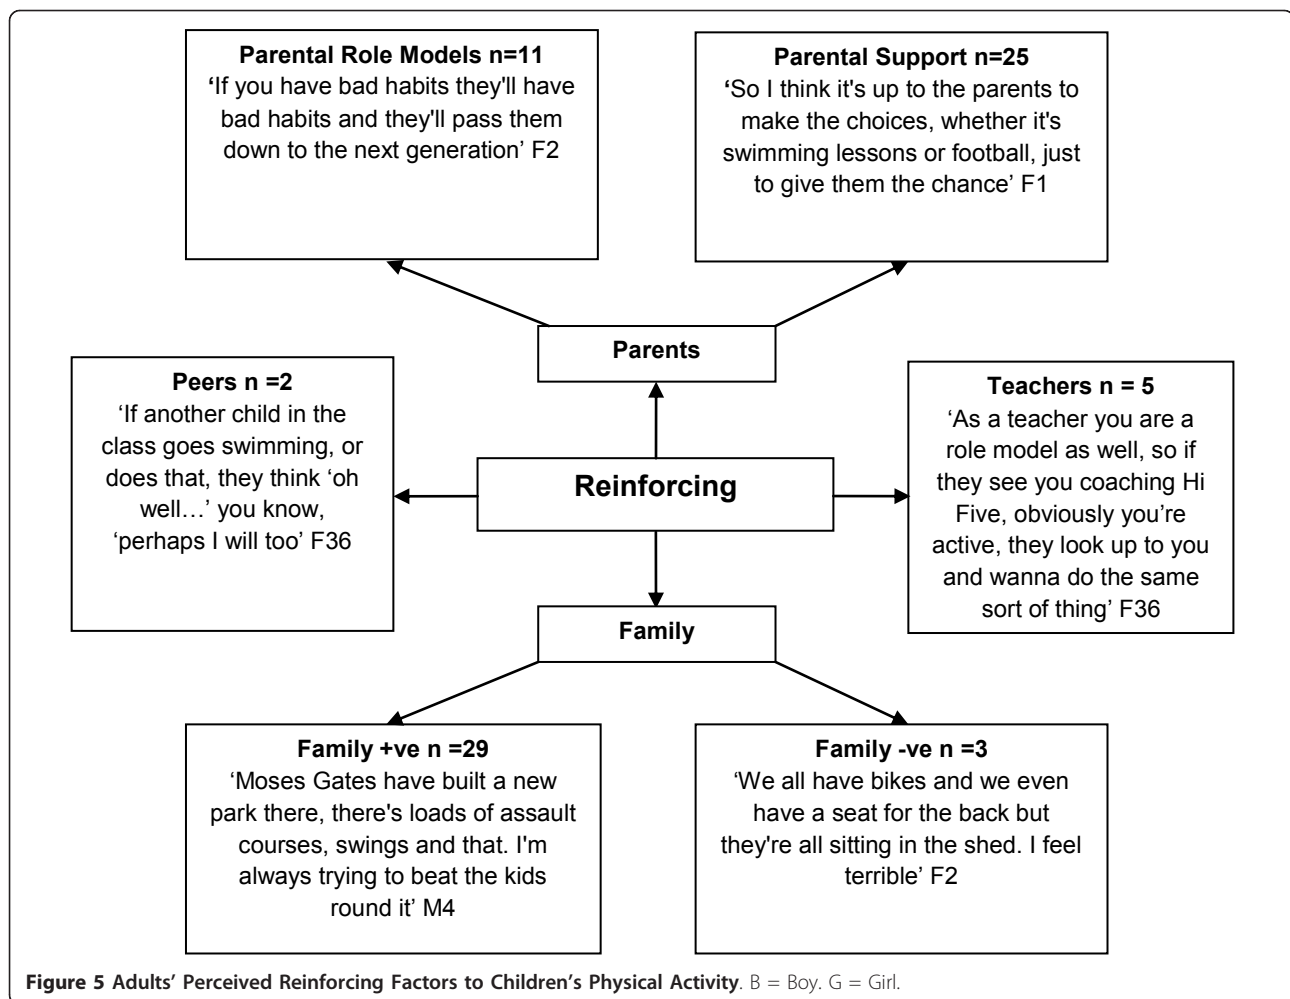 Parental Role Models n=11
‘If you have bad habits they'll have
bad habits and they'll pass them
down to the next generation’ F2
Parental Support n=25
‘So I think it's up to the parents to
make the choices, whether it's
swimming lessons or football, just
to give them the chance’ F1
Parents
Peers n =2
‘If another child in the
class goes swimming, or
does that, they think ‘oh
well…’ you know,
‘perhaps I will too’ F36
Reinforcing
Teachers n = 5
‘As a teacher you are a
role model as well, so if
they see you coaching Hi
Five, obviously you’re
active, they look up to you
and wanna do the same
sort of thing’ F36
Family
Family +ve n =29
‘Moses Gates have built a new
park there, there's loads of assault
courses, swings and that. I'm
always trying to beat the kids
round it’ M4
Family -ve n =3
‘We all have bikes and we even
have a seat for the back but
they're all sitting in the shed. I feel
terrible’ F2
Figure 5 Adults’ Perceived Reinforcing Factors to Children’s Physical Activity. B = Boy. G = Girl.